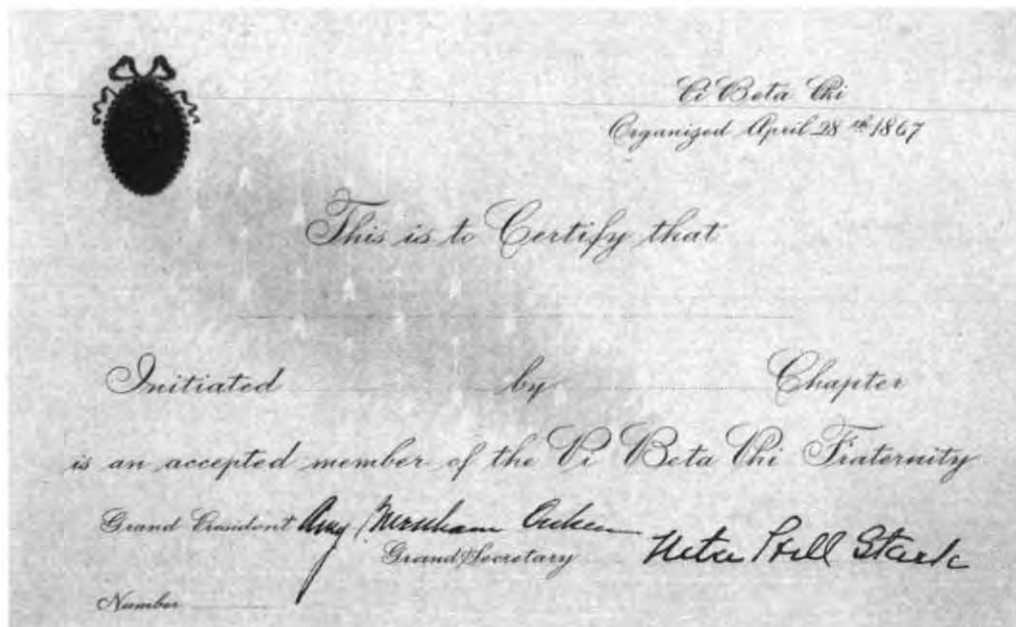 Pi Beta Phi
Organized April 28th 1867
This is to Certify that
Initiated by Chapter
is an accepted member of the Pi Beta Phi Fraternity
Grand President Amy Burnham Onken
Grand Secretary Nita Hill Stark
Number